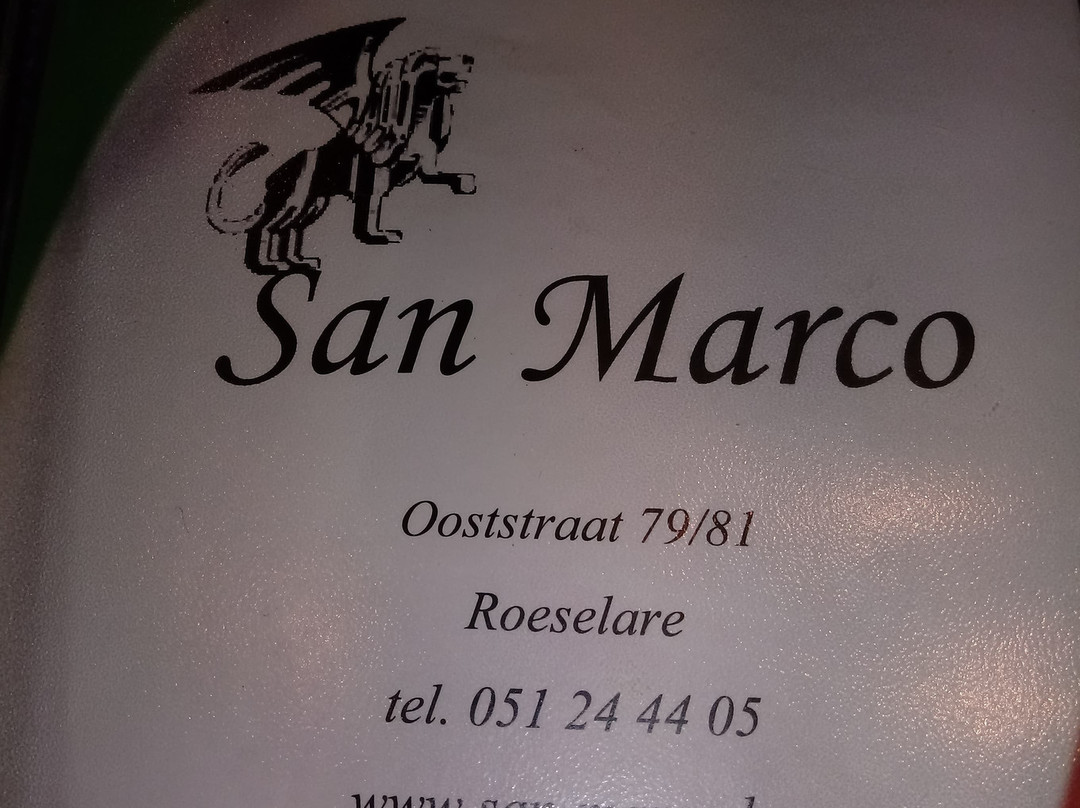 San Marco
Ooststraat 79/81
Roeselare
tel. 051 24 44 05